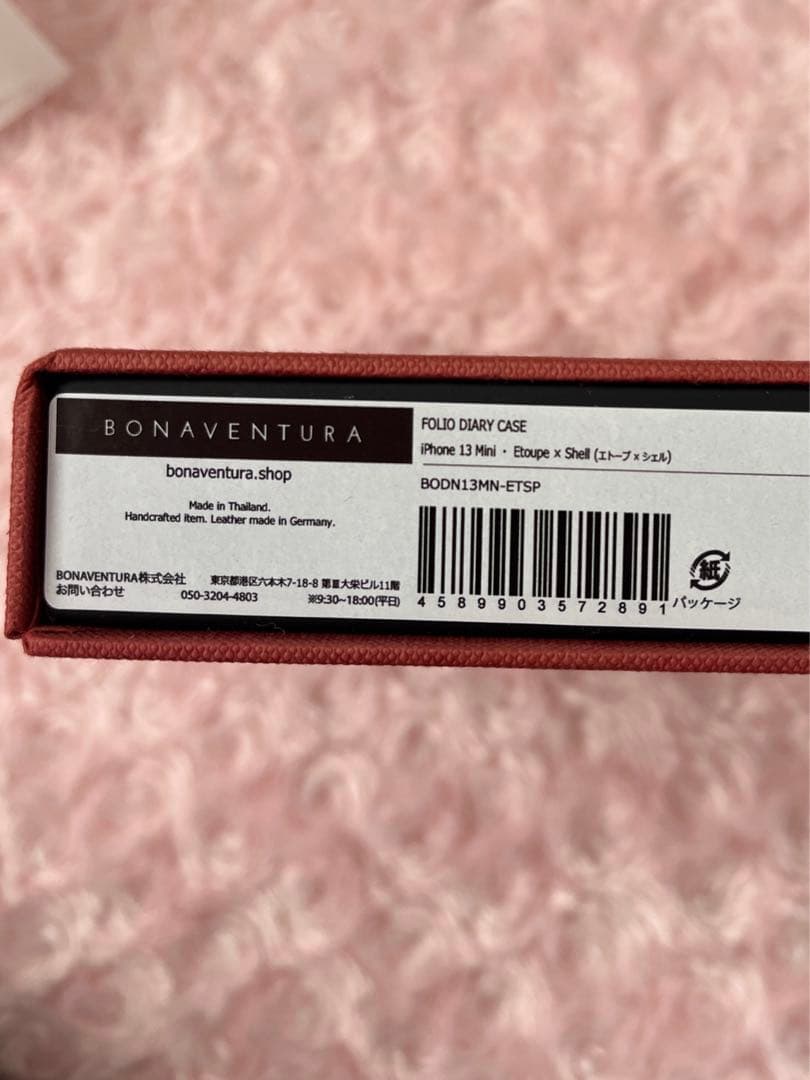 BONAVENTURA
bonaventura.shop
Made in Thailand.
Handcrafted item. Leather made in Germany.
BONAVENTURA株式会社 東京都港区六本木7-18-8 第Ⅲ大栄ビル11階
お問い合わせ 050-3204-4803 ※9:30~18:00(平日)
FOLIO DIARY CASE
iPhone 13 Mini・Etoupe x Shell (エトープ x シェル)
BODN13MN-ETSP
4589903572891
紙
パッケージ